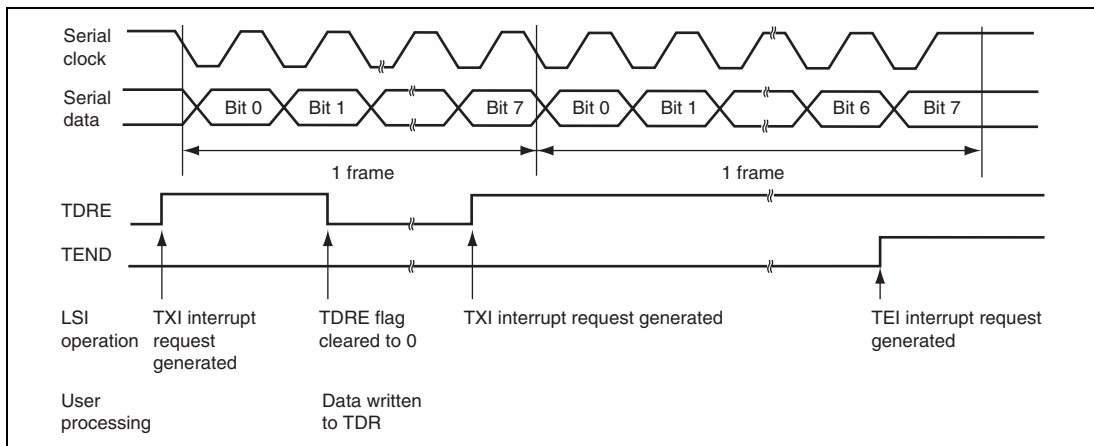 Serial
clock
Serial
data
Bit 0
Bit 1
Bit 7
Bit 0
Bit 1
Bit 6
Bit 7
1 frame
1 frame
TDRE
TEND
LSI
operation
TXI interrupt
request
generated
TDRE flag
cleared to 0
TXI interrupt request generated
TEI interrupt request
generated
User
processing
Data written
to TDR